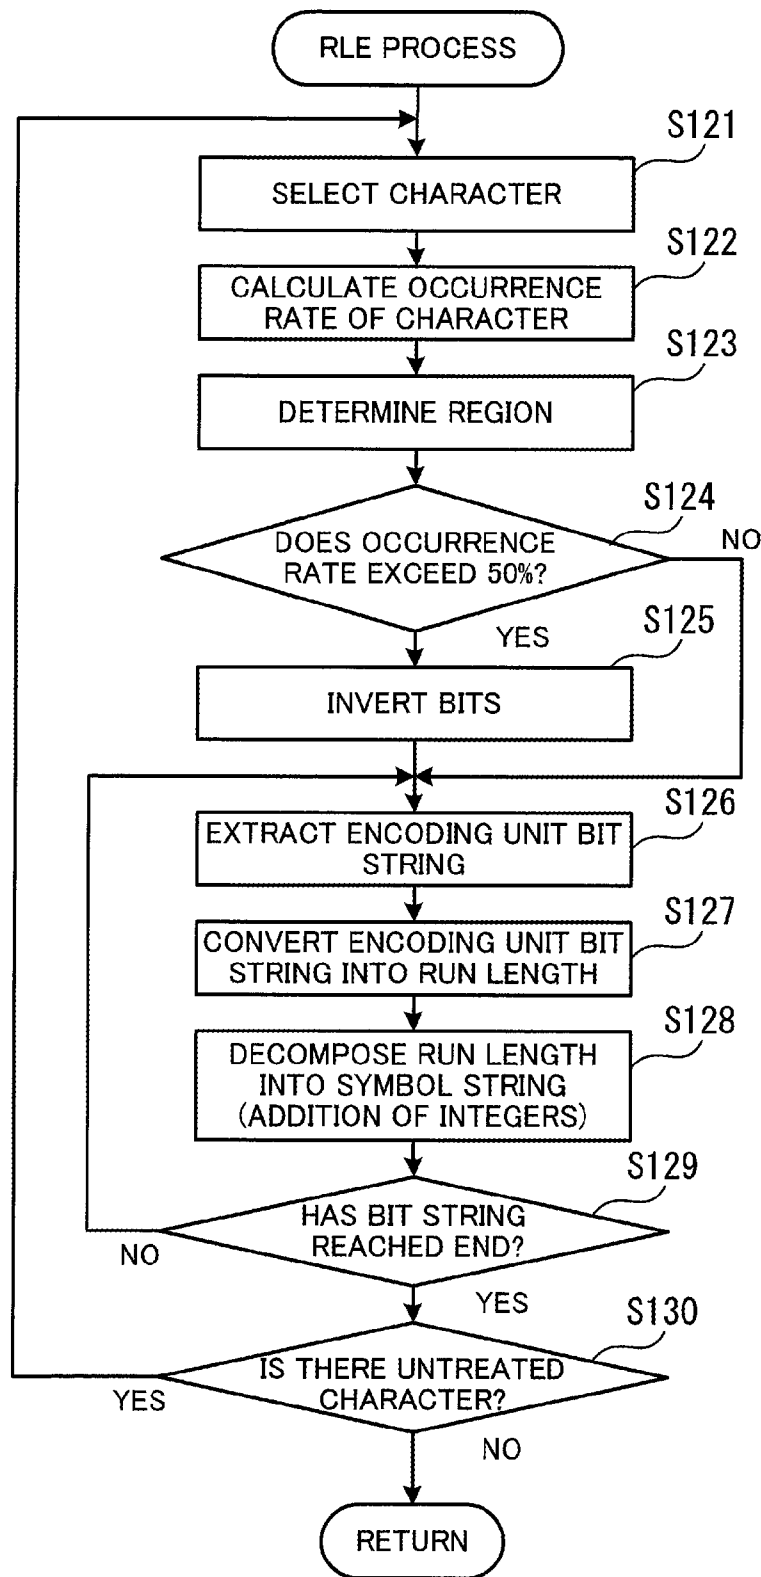 RLE PROCESS
S121
SELECT CHARACTER
S122
CALCULATE OCCURRENCE
RATE OF CHARACTER
S123
DETERMINE REGION
S124
DOES OCCURRENCE
RATE EXCEED 50%?
NO
YES
S125
INVERT BITS
S126
EXTRACT ENCODING UNIT BIT
STRING
S127
CONVERT ENCODING UNIT BIT
STRING INTO RUN LENGTH
S128
DECOMPOSE RUN LENGTH
INTO SYMBOL STRING
(ADDITION OF INTEGERS)
S129
HAS BIT STRING
REACHED END?
NO
YES
S130
IS THERE UNTREATED
CHARACTER?
YES
NO
RETURN